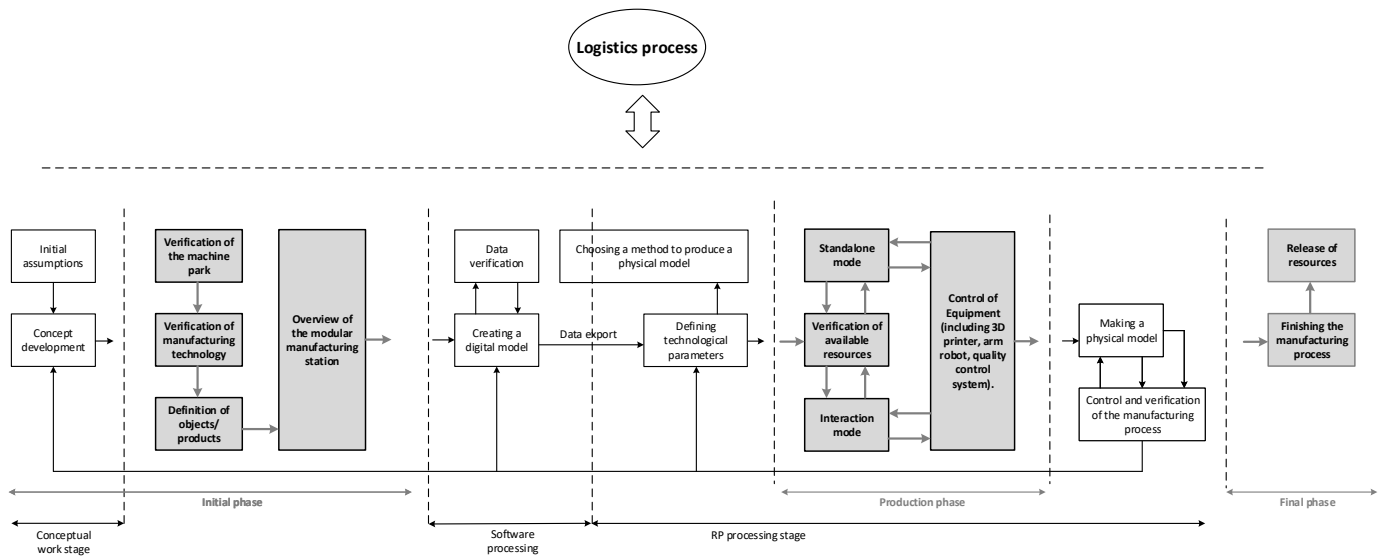 Logistics process
Initial
assumptions
Concept
development
Verification of
the machine
park
Verification of
manufacturing
technology
Definition of
objects/
products
Overview of
the modular
manufacturing
station
Data
verification
Creating a
digital model
Data export
Choosing a method to produce a
physical model
Defining
technological
parameters
Standalone
mode
Verification of
available
resources
Interaction
mode
Control of
Equipment
(including 3D
printer, arm
robot, quality
control
system).
Making a
physical model
Control and verification
of the manufacturing
process
Release of
resources
Finishing the
manufacturing
process
Initial phase
Production phase
Final phase
Conceptual
work stage
Software
processing
RP processing stage